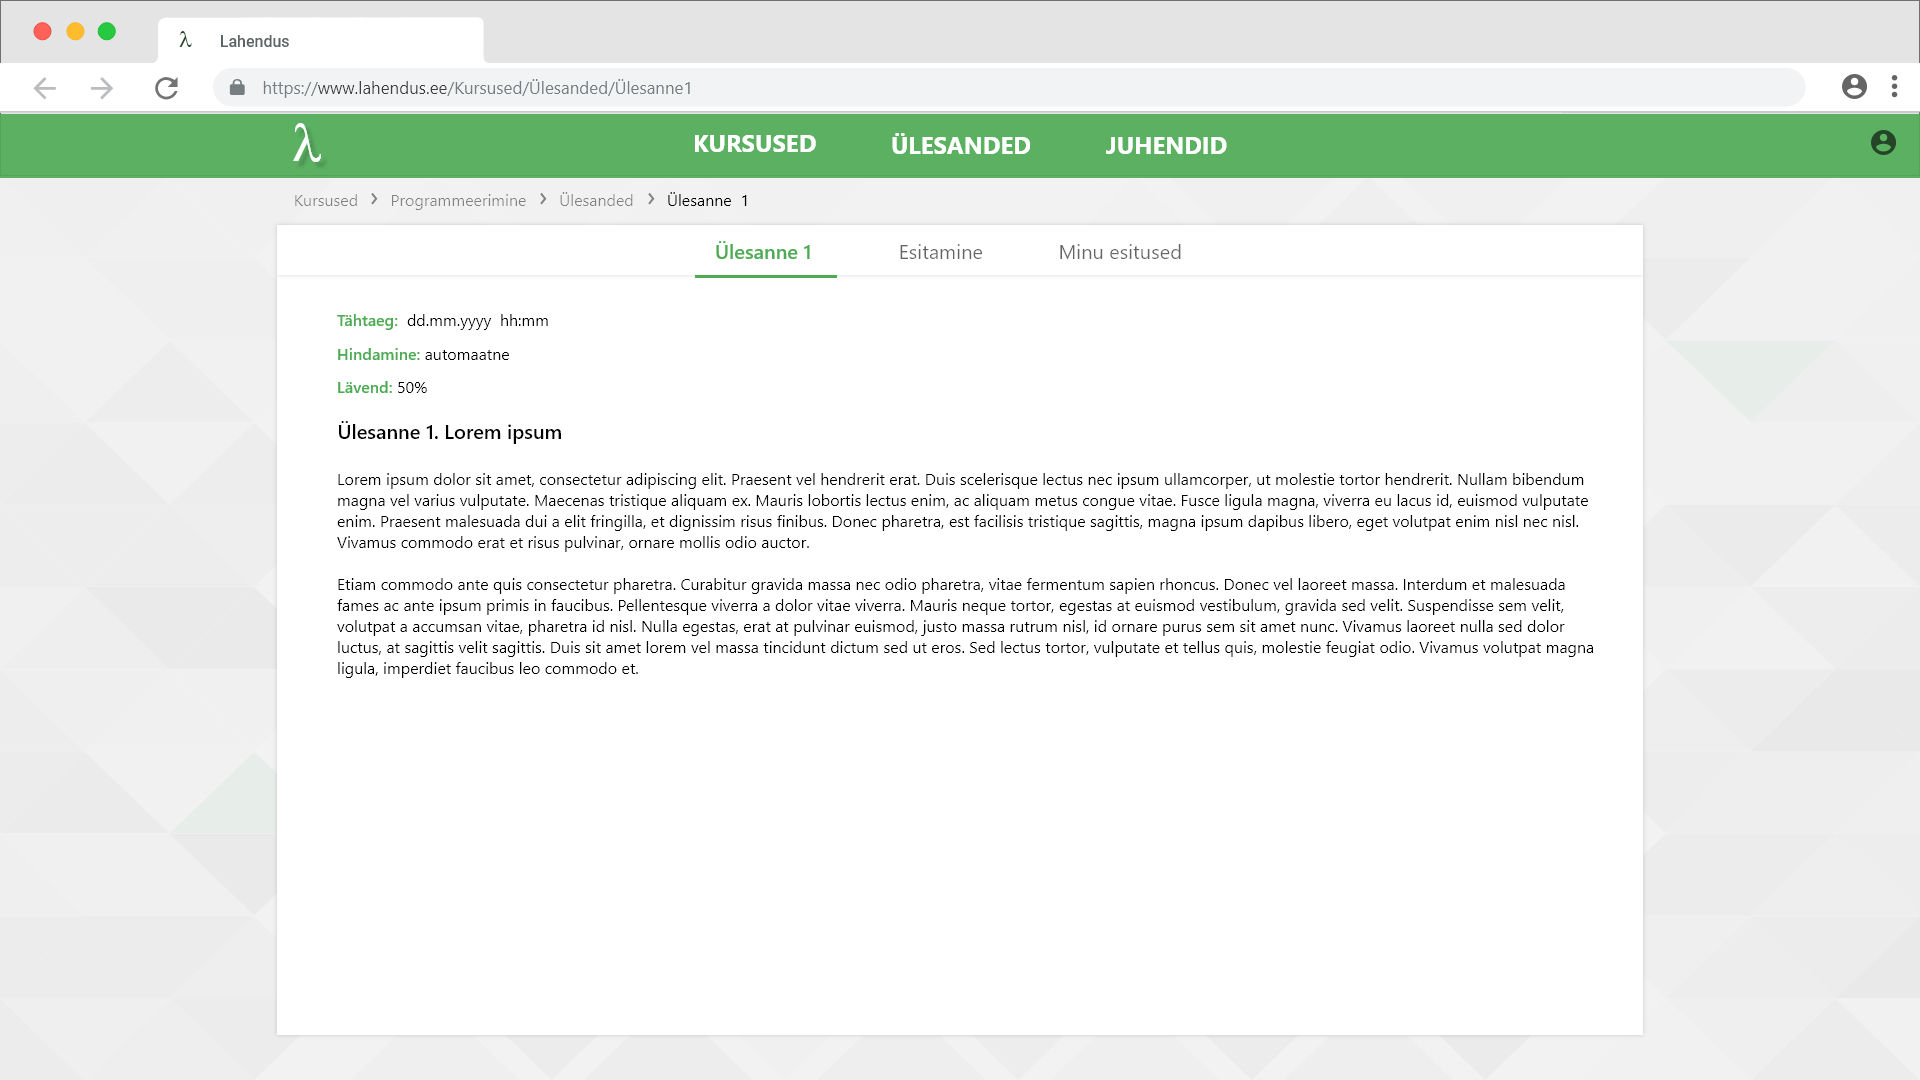 λ Lahendus
https://www.lahendus.ee/Kursused/Ülesanded/Ülesanne1
λ KURSUSED ÜLESANDED JUHENDID
Kursused > Programmeerimine > Ülesanded > Ülesanne 1
Ülesanne 1 Esitamine Minu esitused
Tähtaeg: dd.mm.yyyy hh:mm
Hindamine: automaatne
Lävend: 50%
Ülesanne 1. Lorem ipsum
Lorem ipsum dolor sit amet, consectetur adipiscing elit. Praesent vel hendrerit erat. Duis scelerisque lectus nec ipsum ullamcorper, ut molestie tortor hendrerit. Nullam bibendum
magna vel varius vulputate. Maecenas tristique aliquam ex. Mauris lobortis lectus enim, ac aliquam metus congue vitae. Fusce ligula magna, viverra eu lacus id, euismod vulputate
enim. Praesent malesuada dui a elit fringilla, et dignissim risus finibus. Donec pharetra, est facilisis tristique sagittis, magna ipsum dapibus libero, eget volutpat enim nisl nec nisl.
Vivamus commodo erat et risus pulvinar, ornare mollis odio auctor.
Etiam commodo ante quis consectetur pharetra. Curabitur gravida massa nec odio pharetra, vitae fermentum sapien rhoncus. Donec vel laoreet massa. Interdum et malesuada
fames ac ante ipsum primis in faucibus. Pellentesque viverra a dolor vitae viverra. Mauris neque tortor, egestas at euismod vestibulum, gravida sed velit. Suspendisse sem velit,
volutpat a accumsan vitae, pharetra id nisl. Nulla egestas, erat at pulvinar euismod, justo massa rutrum nisl, id ornare purus sem sit amet nunc. Vivamus laoreet nulla sed dolor
luctus, at sagittis velit sagittis. Duis sit amet lorem vel massa tincidunt dictum sed ut eros. Sed lectus tortor, vulputate et tellus quis, molestie feugiat odio. Vivamus volutpat magna
ligula, imperdiet faucibus leo commodo et.